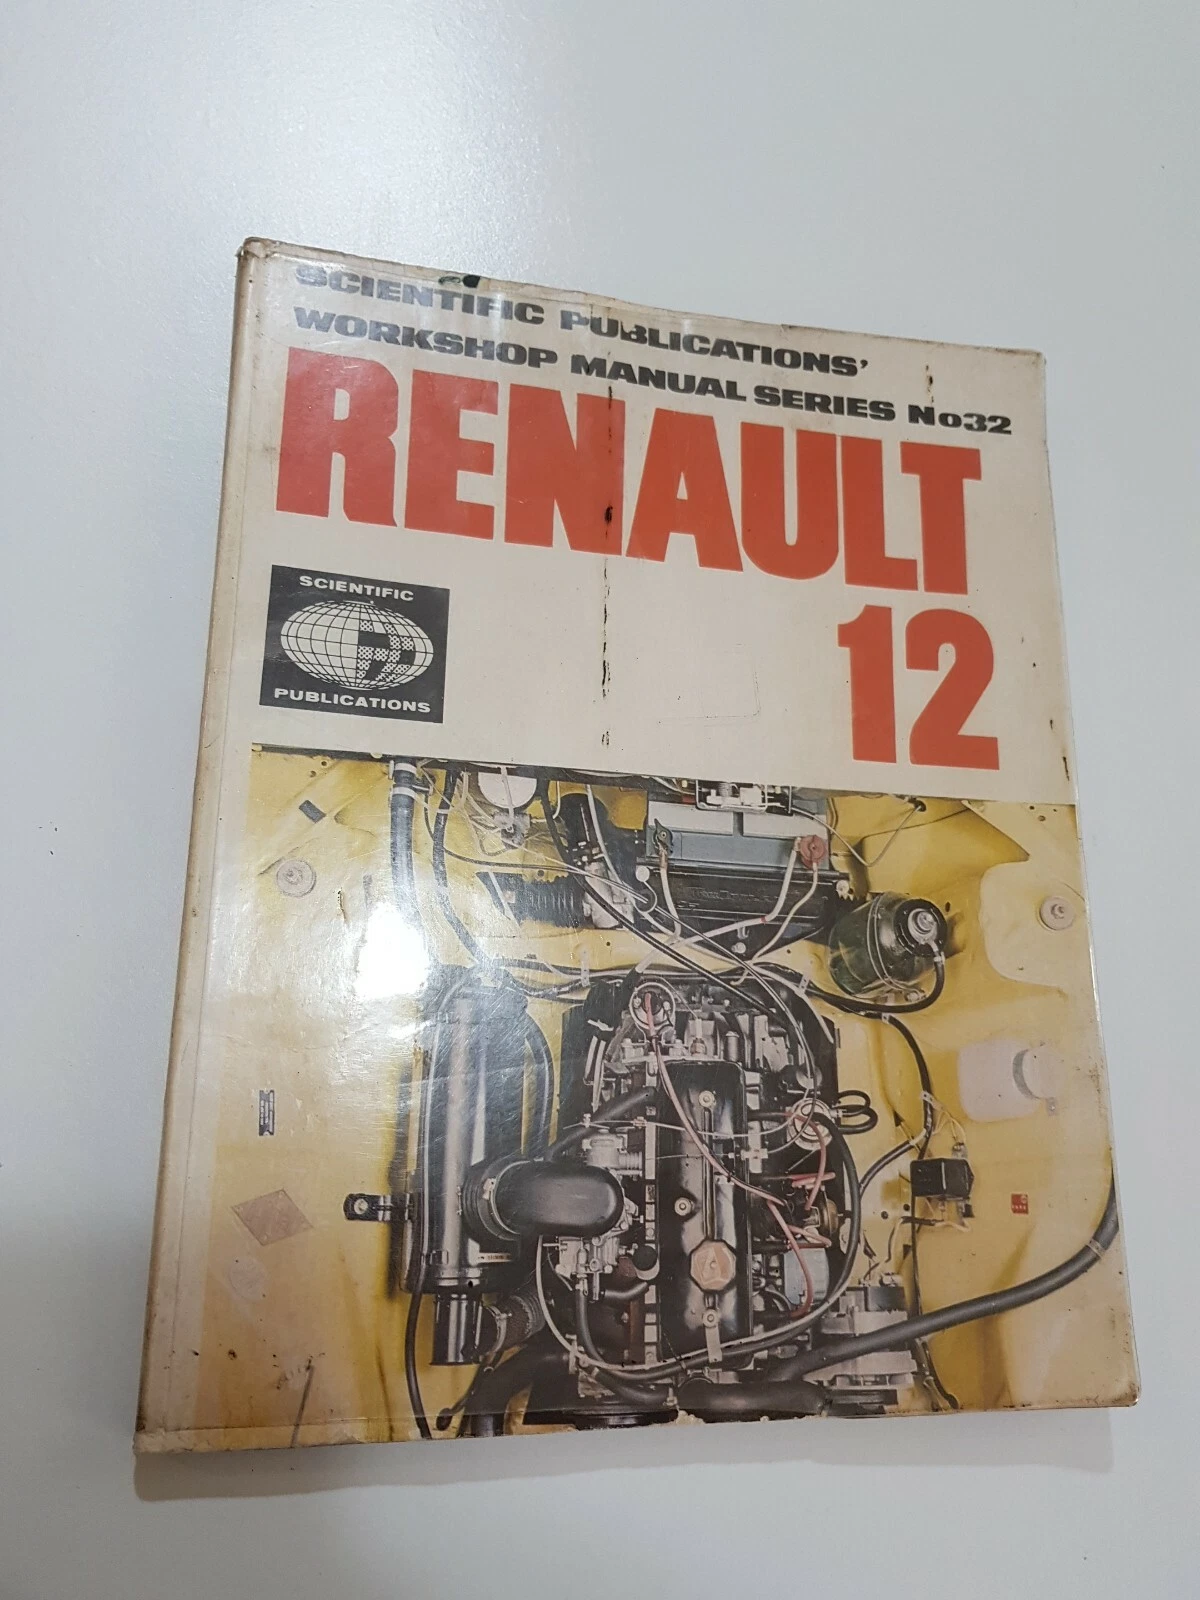 SCIENTIFIC PUBLICATIONS'
WORKSHOP MANUAL SERIES No32
RENAULT
12
SCIENTIFIC
PUBLICATIONS